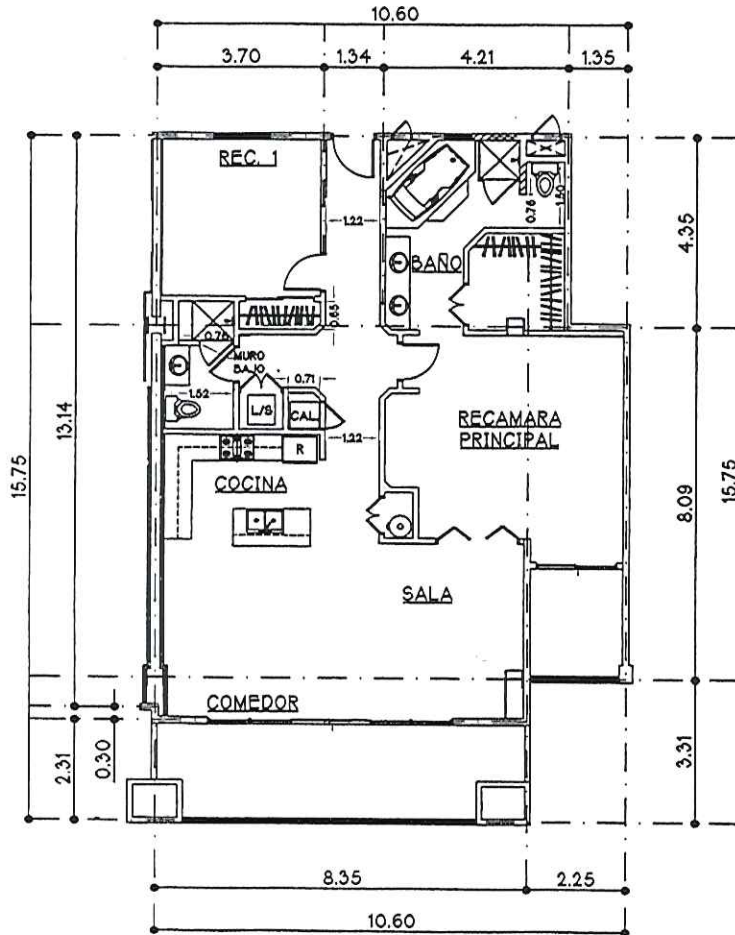 10.60
3.70
1.34
4.21
1.35
REC. 1
1.22
0.76
1.50
4.35
BAÑO
0.65
0.76
MURO
BAJO
1.52
0.71
L/S
CAL.
1.22
R
RECAMARA
PRINCIPAL
COCINA
13.14
15.75
8.09
15.75
SALA
COMEDOR
2.31
0.30
3.31
8.35
2.25
10.60